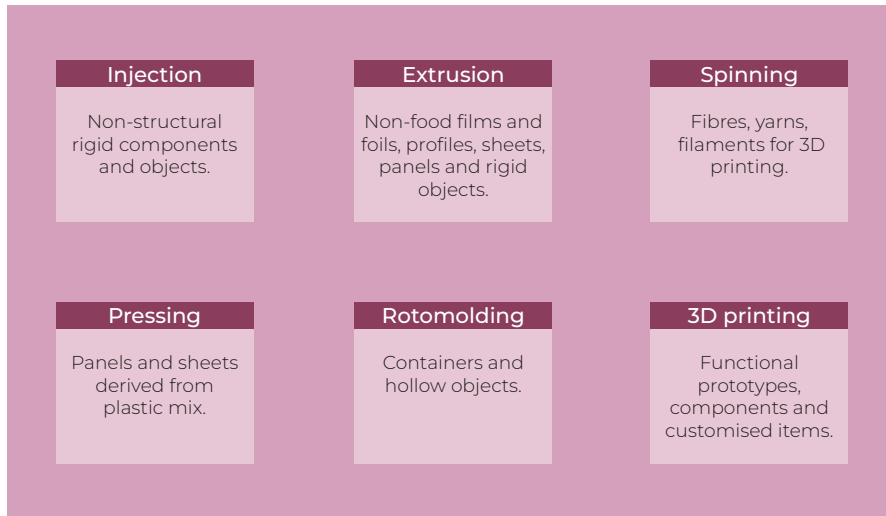 Injection
Non-structural
rigid components
and objects.
Extrusion
Non-food films and
foils, profiles, sheets,
panels and rigid
objects.
Spinning
Fibres, yarns,
filaments for 3D
printing.
Pressing
Panels and sheets
derived from
plastic mix.
Rotomolding
Containers and
hollow objects.
3D printing
Functional
prototypes,
components and
customised items.